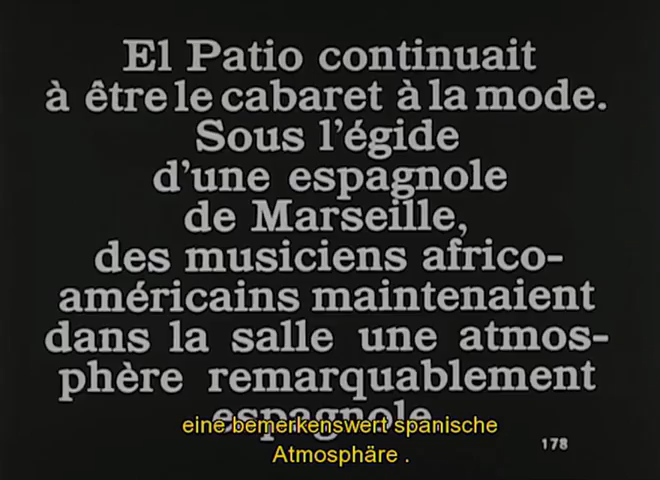 El Patio continuait
à être le cabaret à la mode.
Sous l'égide
d'une espagnole
de Marseille,
des musiciens africo-
américains maintenaient
dans la salle une atmos-
phère remarquablement
espagnole.
eine bemerkenswert spanische
Atmosphäre .
178